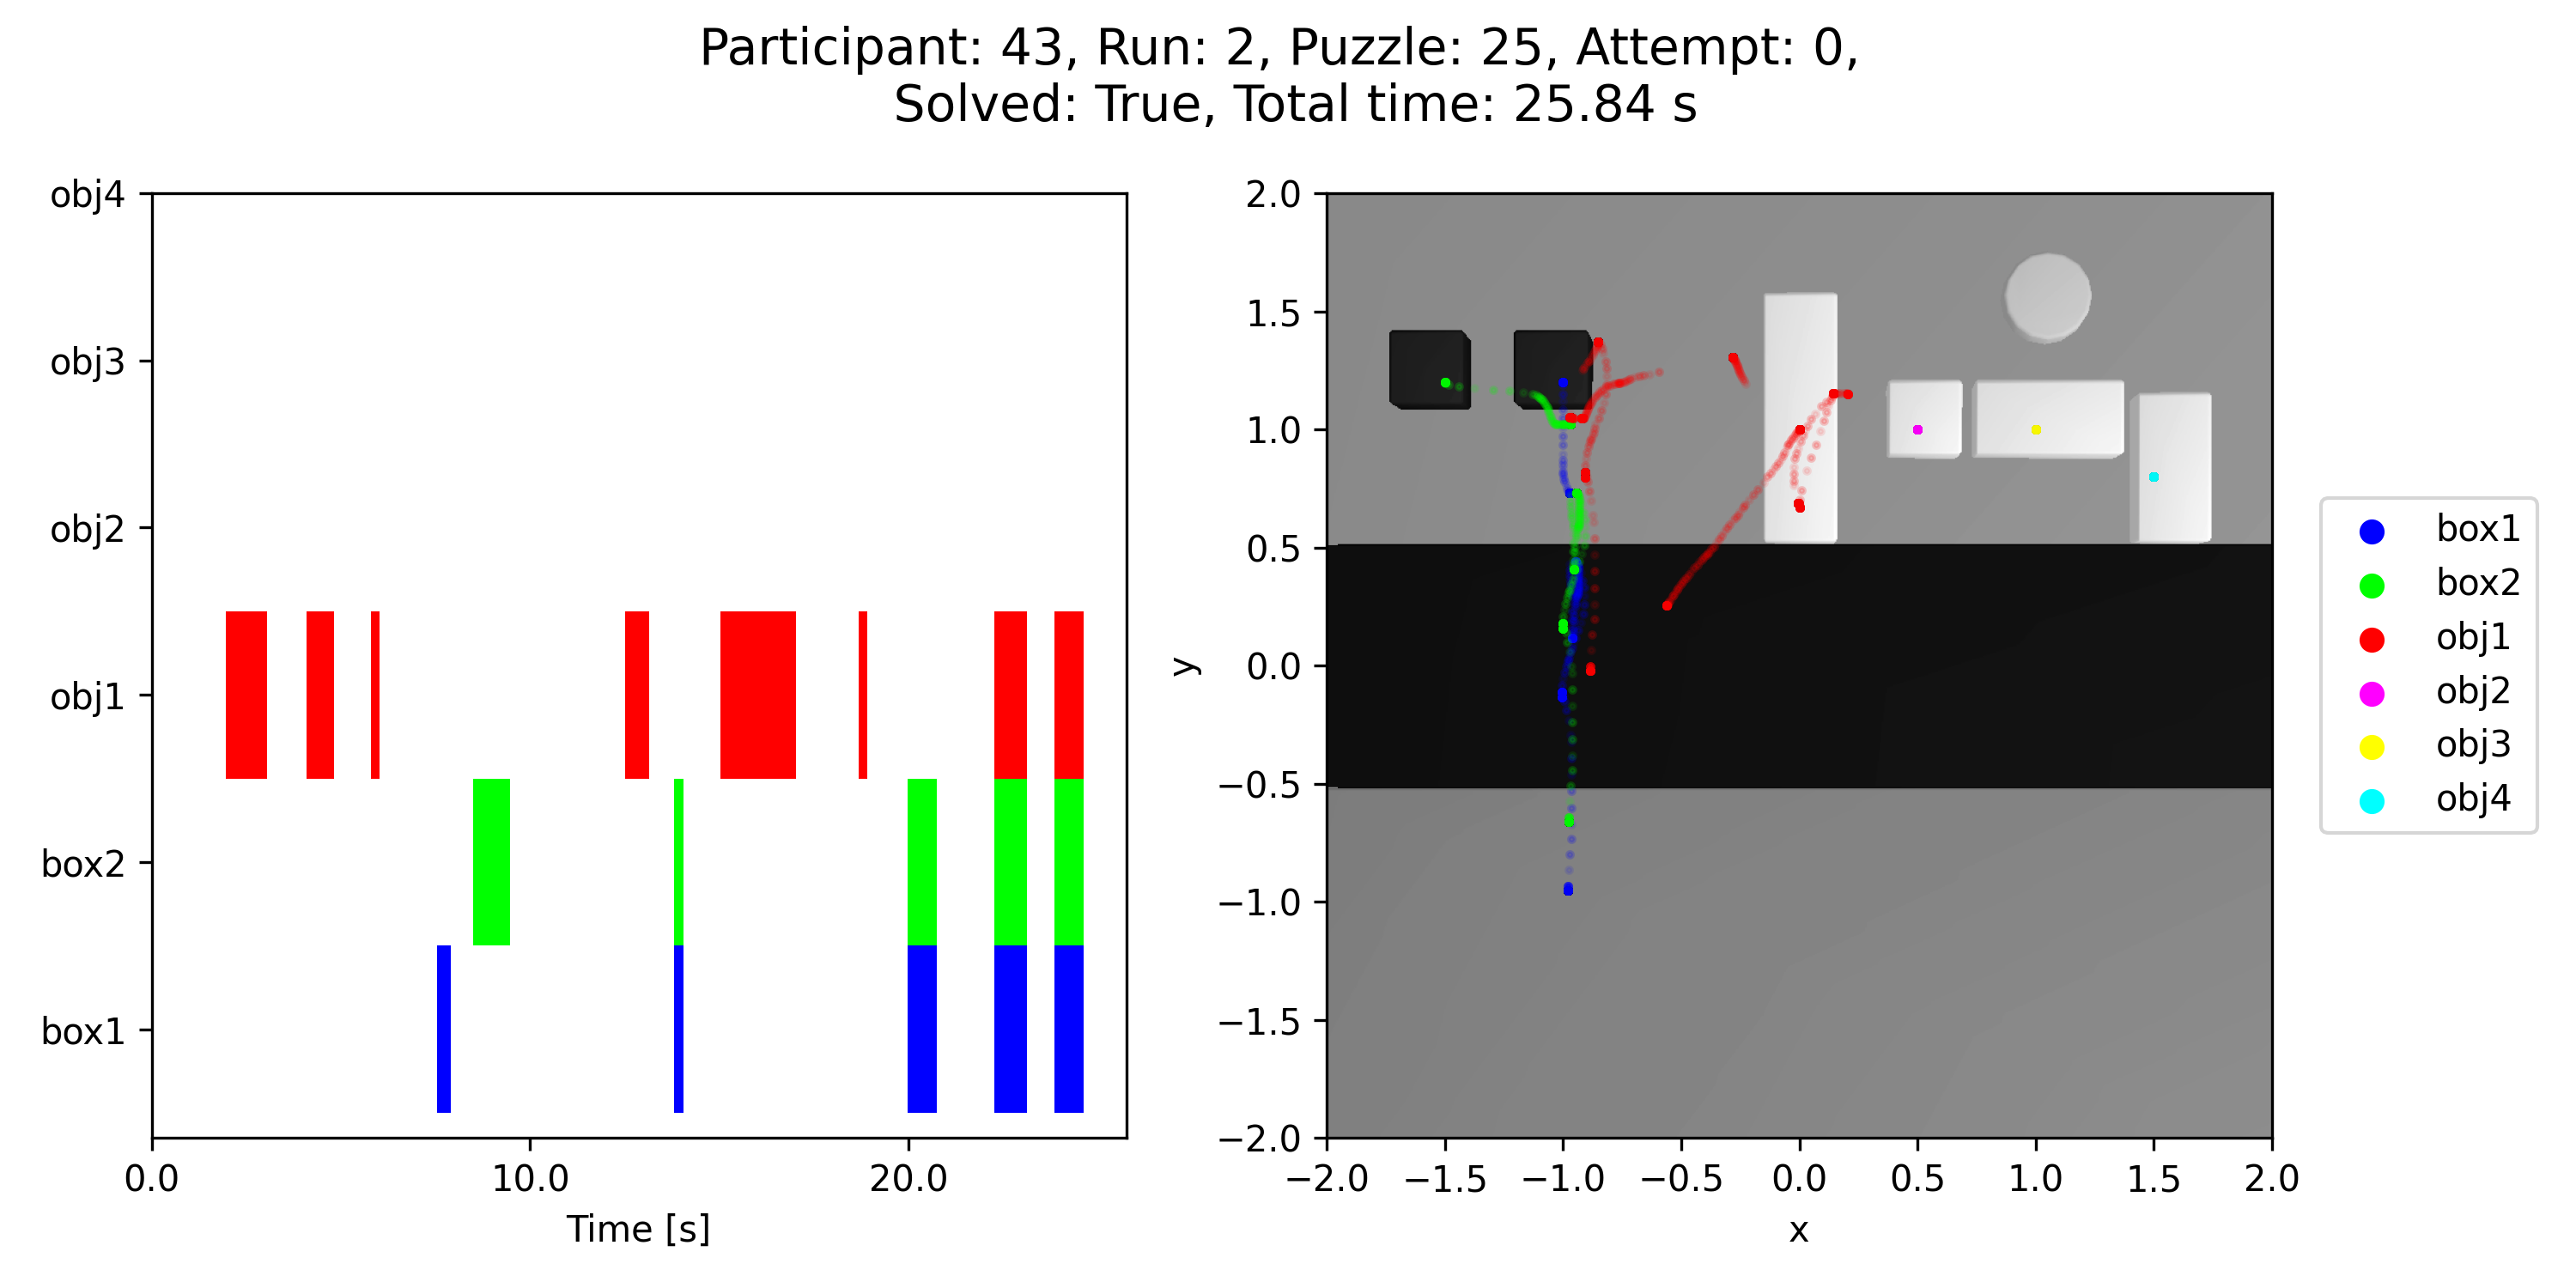 Participant: 43, Run: 2, Puzzle: 25, Attempt: 0,
Solved: True, Total time: 25.84 s
obj4
obj3
obj2
obj1
box2
box1
0.0 10.0 20.0
Time [s]
2.0
1.5
1.0
0.5
0.0
−0.5
−1.0
−1.5
−2.0
y
−2.0 −1.5 −1.0 −0.5 0.0 0.5 1.0 1.5 2.0
x
box1
box2
obj1
obj2
obj3
obj4